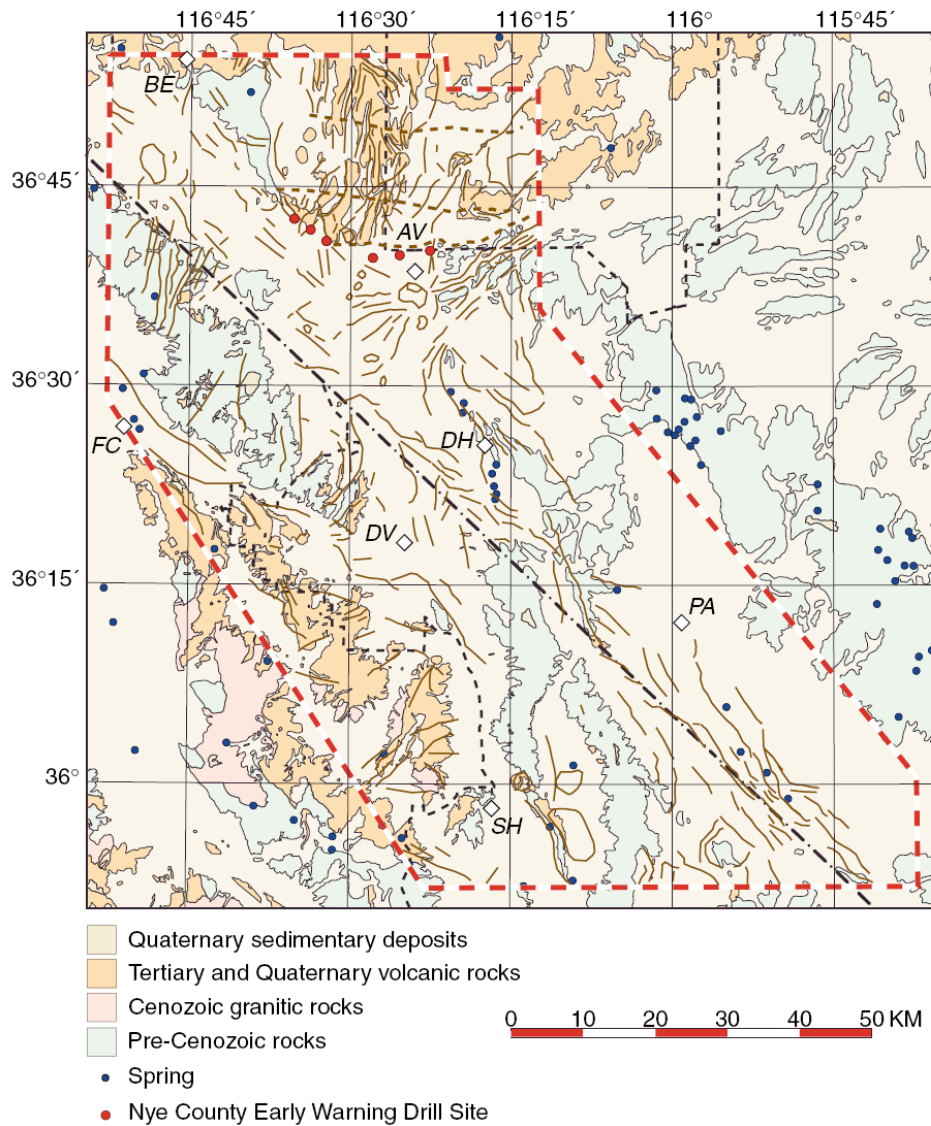 116°45´ 116°30´ 116°15´ 116° 115°45´
BE
36°45´
AV
36°30´
FC
DH
DV
36°15´
PA
36°
SH
Quaternary sedimentary deposits
Tertiary and Quaternary volcanic rocks
Cenozoic granitic rocks
0 10 20 30 40 50 KM
Pre-Cenozoic rocks
Spring
Nye County Early Warning Drill Site